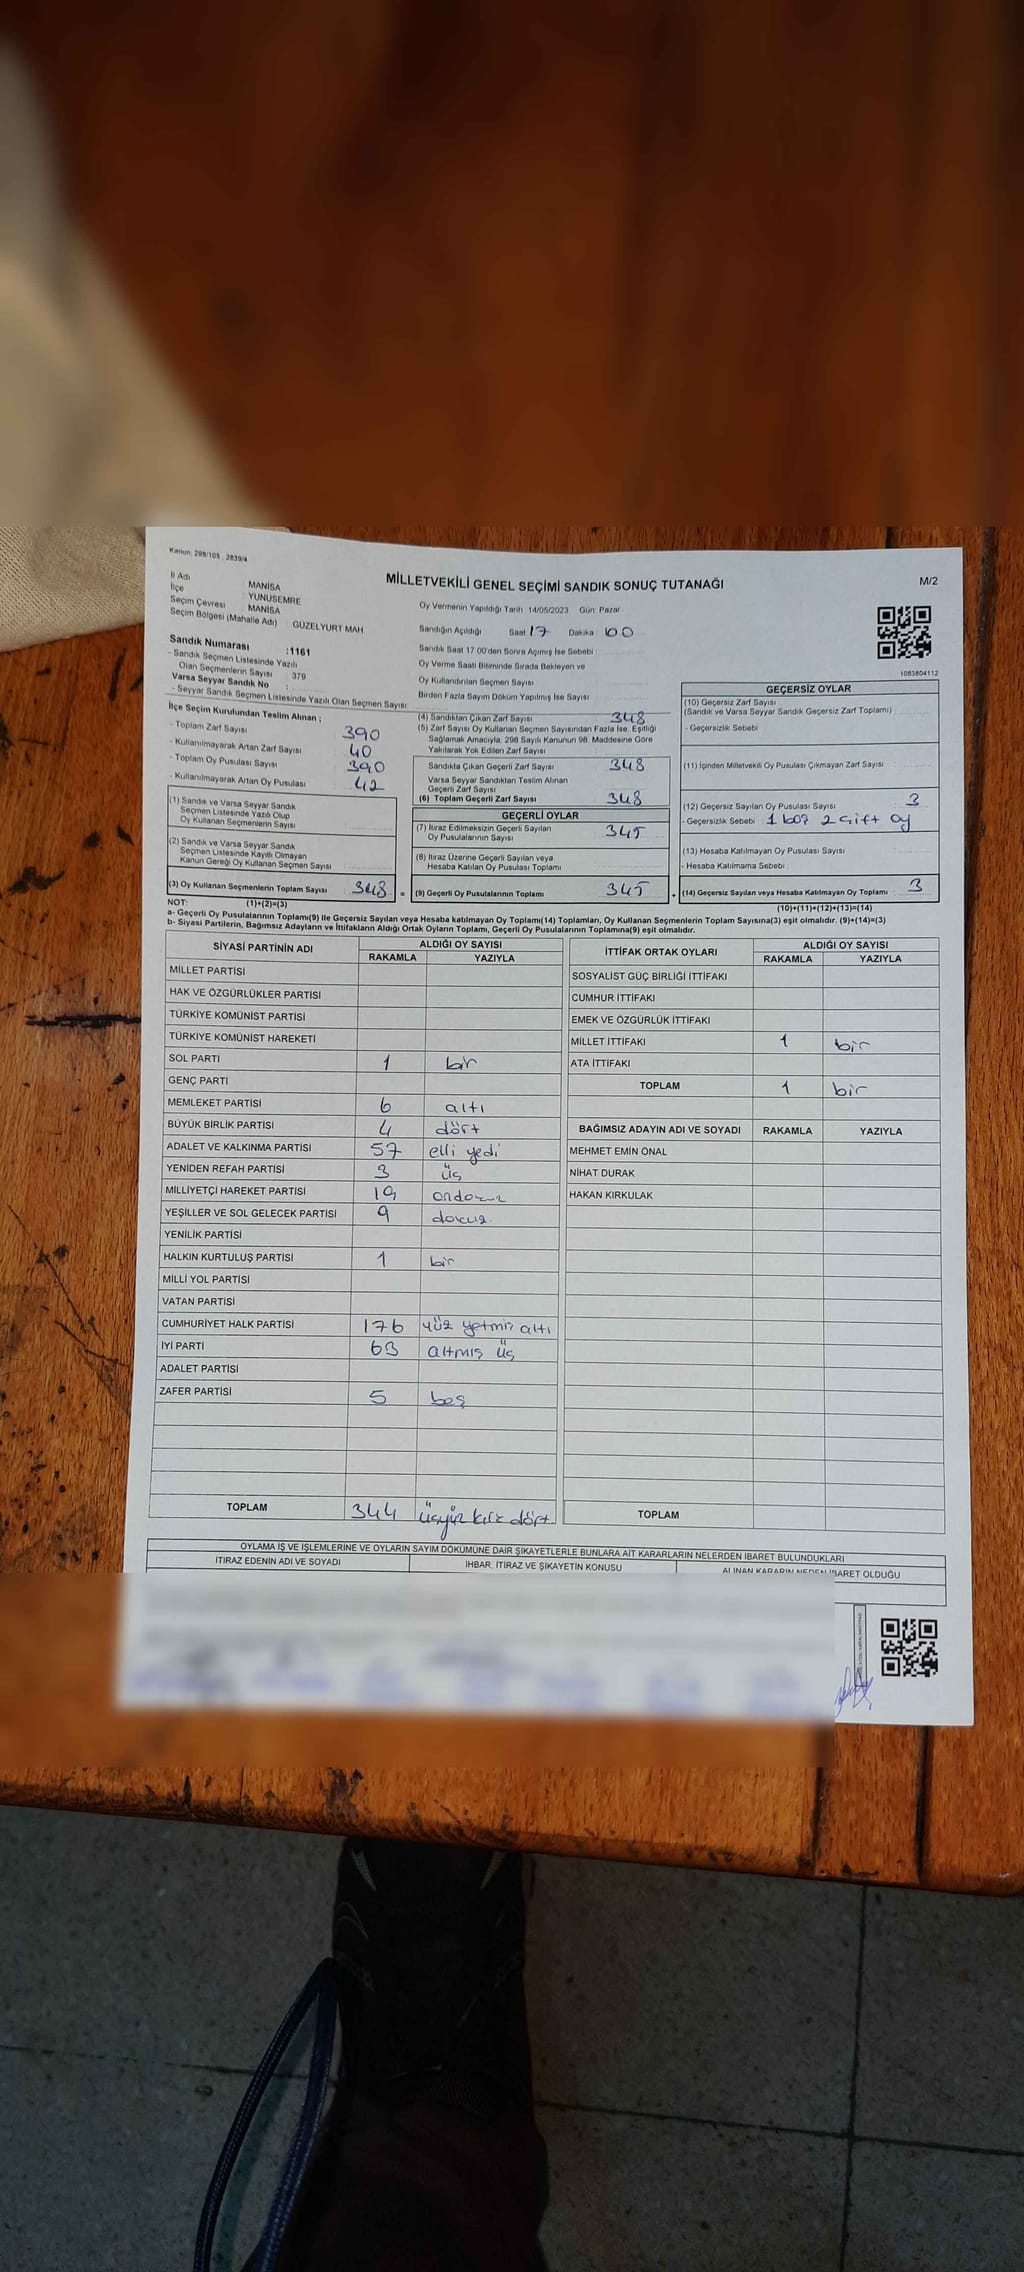 Kanun: 298/105 - 2839/4
MİLLETVEKİLİ GENEL SEÇİMİ SANDIK SONUÇ TUTANAĞI
M/2
İl Adı : MANİSA
İlçe : YUNUSEMRE
Seçim Çevresi : MANİSA
Seçim Bölgesi (Mahalle Adı) : GÜZELYURT MAH
Oy Vermenin Yapıldığı Tarih 14/05/2023 Gün: Pazar
Sandığın Açıldığı Saat 17 Dakika 00
Sandık Saat 17.00'den Sonra Açımış İse Sebebi :
Oy Verme Saati Bitiminde Sırada Bekleyen ve
Oy Kullandırılan Seçmen Sayısı
Birden Fazla Sayım Döküm Yapılmış İse Sayısı
1083804112
Sandık Numarası :1161
- Sandık Seçmen Listesinde Yazılı
Olan Seçmenlerin Sayısı : 379
Varsa Seyyar Sandık No :
- Seyyar Sandık Seçmen Listesinde Yazılı Olan Seçmen Sayısı:
İlçe Seçim Kurulundan Teslim Alınan ;
- Toplam Zarf Sayısı 390
- Kullanılmayarak Artan Zarf Sayısı 40
- Toplam Oy Pusulası Sayısı 390
- Kullanılmayarak Artan Oy Pusulası 42
(1) Sandık ve Varsa Seyyar Sandık
Seçmen Listesinde Yazılı Olup
Oy Kullanan Seçmenlerin Sayısı
(2) Sandık ve Varsa Seyyar Sandık
Seçmen Listesinde Kayıtlı Olmayan
Kanun Gereği Oy Kullanan Seçmen Sayısı
(3) Oy Kullanan Seçmenlerin Toplam Sayısı 348 =
(4) Sandıktan Çıkan Zarf Sayısı 348
(5) Zarf Sayısı Oy Kullanan Seçmen Sayısından Fazla İse, Eşitliği
Sağlamak Amacıyla; 298 Sayılı Kanunun 98. Maddesine Göre
Yakılarak Yok Edilen Zarf Sayısı
Sandıkta Çıkan Geçerli Zarf Sayısı 348
Varsa Seyyar Sandıktan Teslim Alınan
Geçerli Zarf Sayısı
(6) Toplam Geçerli Zarf Sayısı 348
GEÇERLİ OYLAR
(7) İtiraz Edilmeksizin Geçerli Sayılan
Oy Pusulalarının Sayısı 345
(8) İtiraz Üzerine Geçerli Sayılan veya
Hesaba Katılan Oy Pusulası Toplamı
(9) Geçerli Oy Pusulalarının Toplamı 345 +
GEÇERSİZ OYLAR
(10) Geçersiz Zarf Sayısı
(Sandık ve Varsa Seyyar Sandık Geçersiz Zarf Toplamı)
- Geçersizlik Sebebi
(11) İçinden Milletvekili Oy Pusulası Çıkmayan Zarf Sayısı :
(12) Geçersiz Sayılan Oy Pusulası Sayısı 3
- Geçersizlik Sebebi 1 boş 2 çift oy
(13) Hesaba Katılmayan Oy Pusulası Sayısı
- Hesaba Katılmama Sebebi :
(14) Geçersiz Sayılan veya Hesaba Katılmayan Oy Toplamı 3
NOT: (1)+(2)=(3)
(10)+(11)+(12)+(13)=(14)
a- Geçerli Oy Pusulalarının Toplamı(9) ile Geçersiz Sayılan veya Hesaba katılmayan Oy Toplamı(14) Toplamları, Oy Kullanan Seçmenlerin Toplam Sayısına(3) eşit olmalıdır. (9)+(14)=(3)
b- Siyasi Partilerin, Bağımsız Adayların ve İttifakların Aldığı Ortak Oyların Toplamı, Geçerli Oy Pusulalarının Toplamına(9) eşit olmalıdır.
SİYASİ PARTİNİN ADI ALDIĞI OY SAYISI
RAKAMLA YAZIYLA
MİLLET PARTİSİ
HAK VE ÖZGÜRLÜKLER PARTİSİ
TÜRKİYE KOMÜNİST PARTİSİ
TÜRKİYE KOMÜNİST HAREKETİ
SOL PARTİ 1 bir
GENÇ PARTİ
MEMLEKET PARTİSİ 6 altı
BÜYÜK BİRLİK PARTİSİ 4 dört
ADALET VE KALKINMA PARTİSİ 57 elli yedi
YENİDEN REFAH PARTİSİ 3 üç
MİLLİYETÇİ HAREKET PARTİSİ 19 ondokuz
YEŞİLLER VE SOL GELECEK PARTİSİ 9 dokuz
YENİLİK PARTİSİ
HALKIN KURTULUŞ PARTİSİ 1 bir
MİLLİ YOL PARTİSİ
VATAN PARTİSİ
CUMHURİYET HALK PARTİSİ 176 yüz yetmiş altı
İYİ PARTİ 63 altmış üç
ADALET PARTİSİ
ZAFER PARTİSİ 5 beş
TOPLAM 344 üçyüz kırk dört
İTTİFAK ORTAK OYLARI ALDIĞI OY SAYISI
RAKAMLA YAZIYLA
SOSYALİST GÜÇ BİRLİĞİ İTTİFAKI
CUMHUR İTTİFAKI
EMEK VE ÖZGÜRLÜK İTTİFAKI
MİLLET İTTİFAKI 1 bir
ATA İTTİFAKI
TOPLAM 1 bir
BAĞIMSIZ ADAYIN ADI VE SOYADI RAKAMLA YAZIYLA
MEHMET EMİN ÖNAL
NİHAT DURAK
HAKAN KIRKULAK
TOPLAM
OYLAMA İŞ VE İŞLEMLERİNE VE OYLARIN SAYIM DÖKÜMÜNE DAİR ŞİKAYETLERLE BUNLARA AİT KARARLARIN NELERDEN İBARET BULUNDUKLARI
İTİRAZ EDENİN ADI VE SOYADI İHBAR, İTİRAZ VE ŞİKAYETİN KONUSU ALINAN KARARIN NEDEN İBARET OLDUĞU